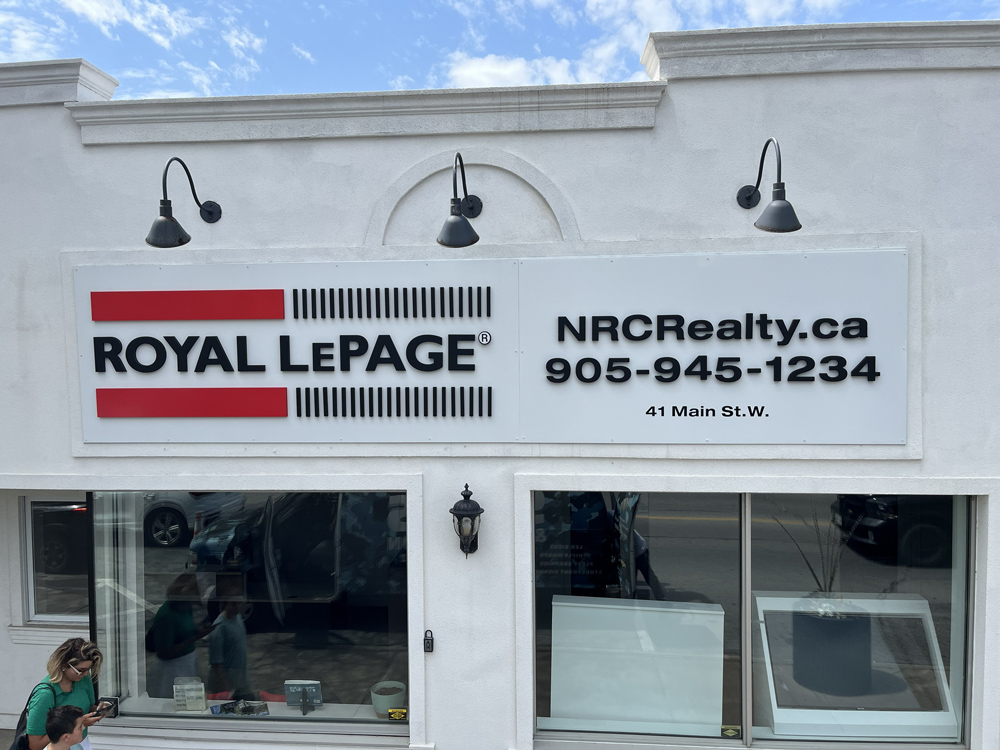 ROYAL LEPAGE®
NRCRealty.ca
905-945-1234
41 Main St.W.